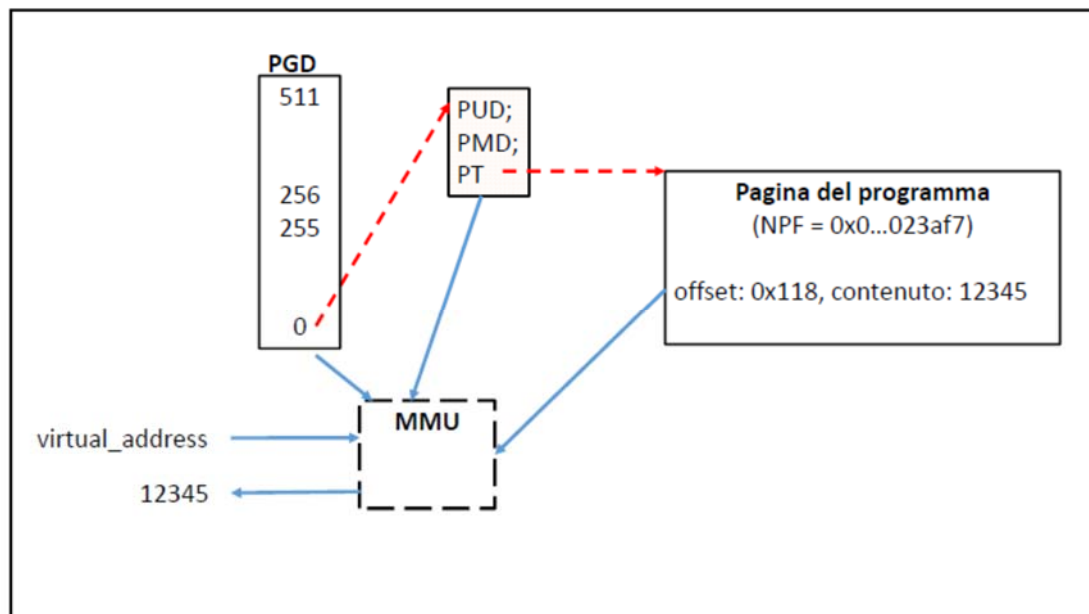 PGD
511
256
255
0
PUD;
PMD;
PT
Pagina del programma
(NPF = 0x0...023af7)
offset: 0x118, contenuto: 12345
MMU
virtual_address
12345